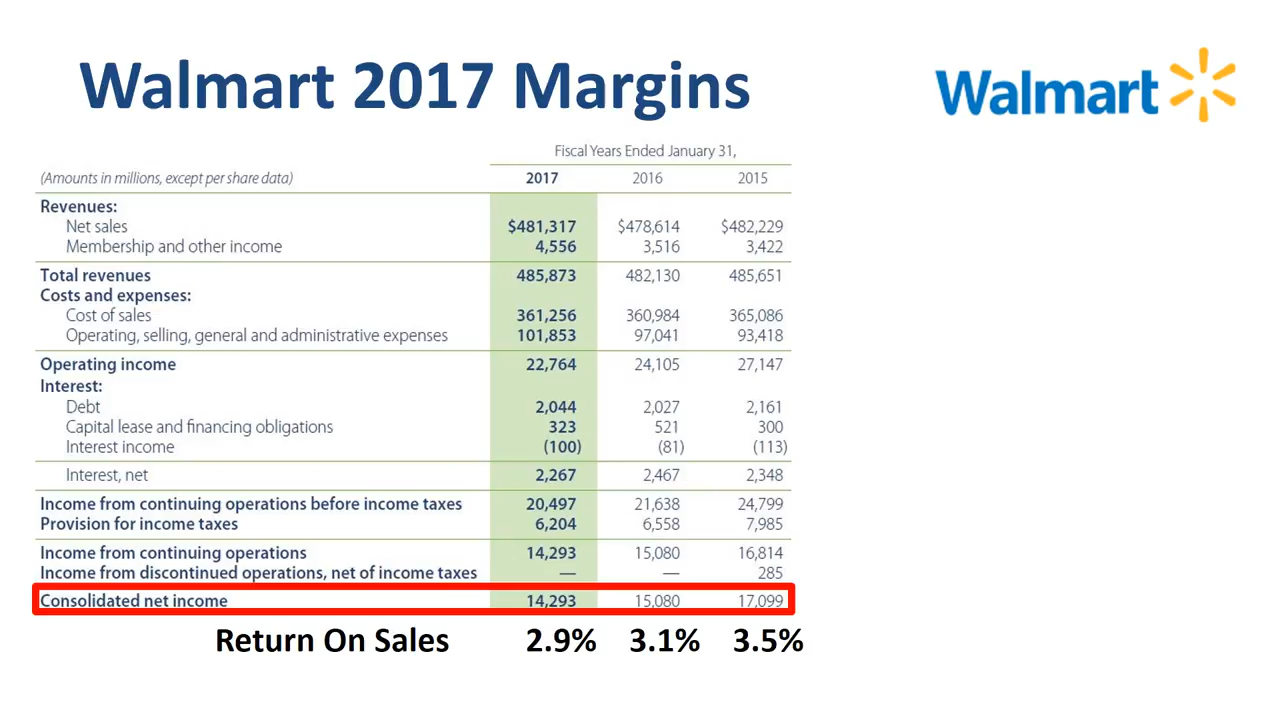 Walmart 2017 Margins
Walmart
Fiscal Years Ended January 31,
(Amounts in millions, except per share data) 2017 2016 2015
Revenues:
Net sales $481,317 $478,614 $482,229
Membership and other income 4,556 3,516 3,422
Total revenues 485,873 482,130 485,651
Costs and expenses:
Cost of sales 361,256 360,984 365,086
Operating, selling, general and administrative expenses 101,853 97,041 93,418
Operating income 22,764 24,105 27,147
Interest:
Debt 2,044 2,027 2,161
Capital lease and financing obligations 323 521 300
Interest income (100) (81) (113)
Interest, net 2,267 2,467 2,348
Income from continuing operations before income taxes 20,497 21,638 24,799
Provision for income taxes 6,204 6,558 7,985
Income from continuing operations 14,293 15,080 16,814
Income from discontinued operations, net of income taxes — — 285
Consolidated net income 14,293 15,080 17,099
Return On Sales 2.9% 3.1% 3.5%